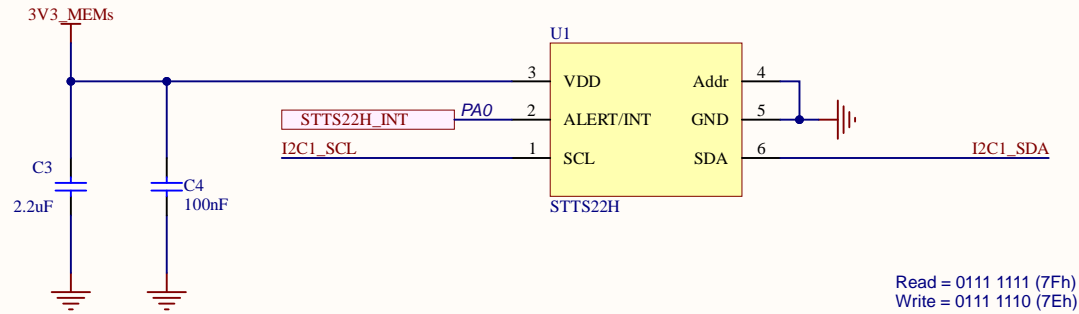 3V3_MEMs
U1
3 VDD Addr 4
STTS22H_INT PA0 2 ALERT/INT GND 5
I2C1_SCL 1 SCL SDA 6 I2C1_SDA
STTS22H
C3
2.2uF
C4
100nF
Read = 0111 1111 (7Fh)
Write = 0111 1110 (7Eh)